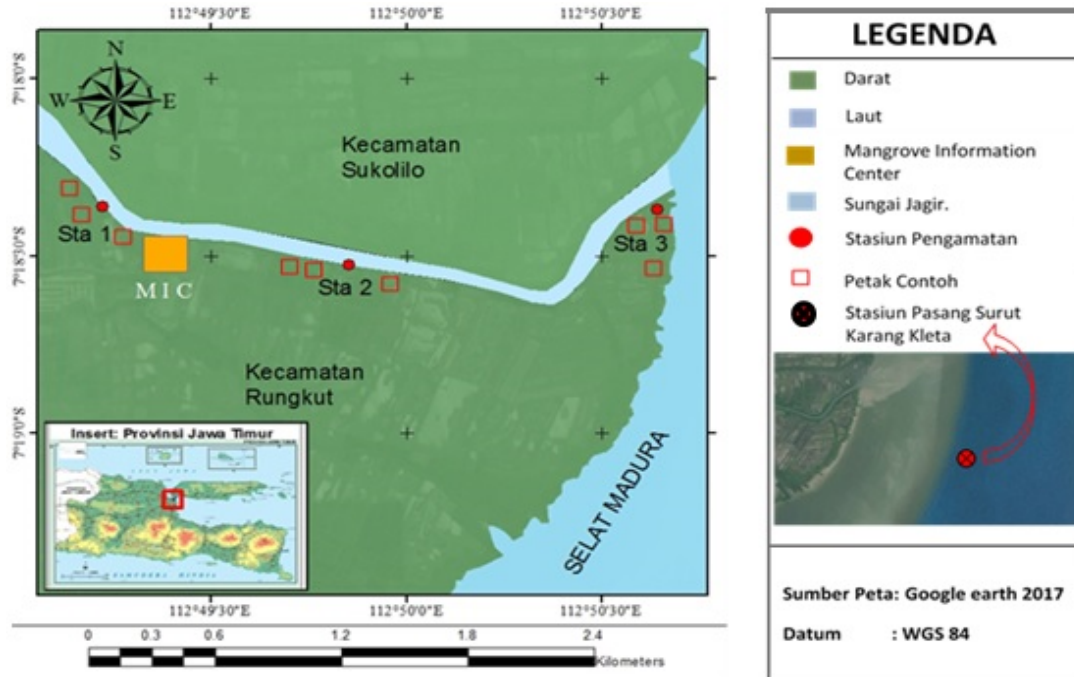 112°49'30"E 112°50'0"E 112°50'30"E
7°18'0"S
7°18'30"S
7°19'0"S
N
W E
S
Kecamatan
Sukolilo
Sta 1
Sta 3
M I C
Sta 2
Kecamatan
Rungkut
SELAT MADURA
Insert: Provinsi Jawa Timur
112°49'30"E 112°50'0"E 112°50'30"E
0 0.3 0.6 1.2 1.8 2.4
Kilometers
LEGENDA
Darat
Laut
Mangrove Information
Center
Sungai Jagir.
Stasiun Pengamatan
Petak Contoh
Stasiun Pasang Surut
Karang Kleta
Sumber Peta: Google earth 2017
Datum : WGS 84